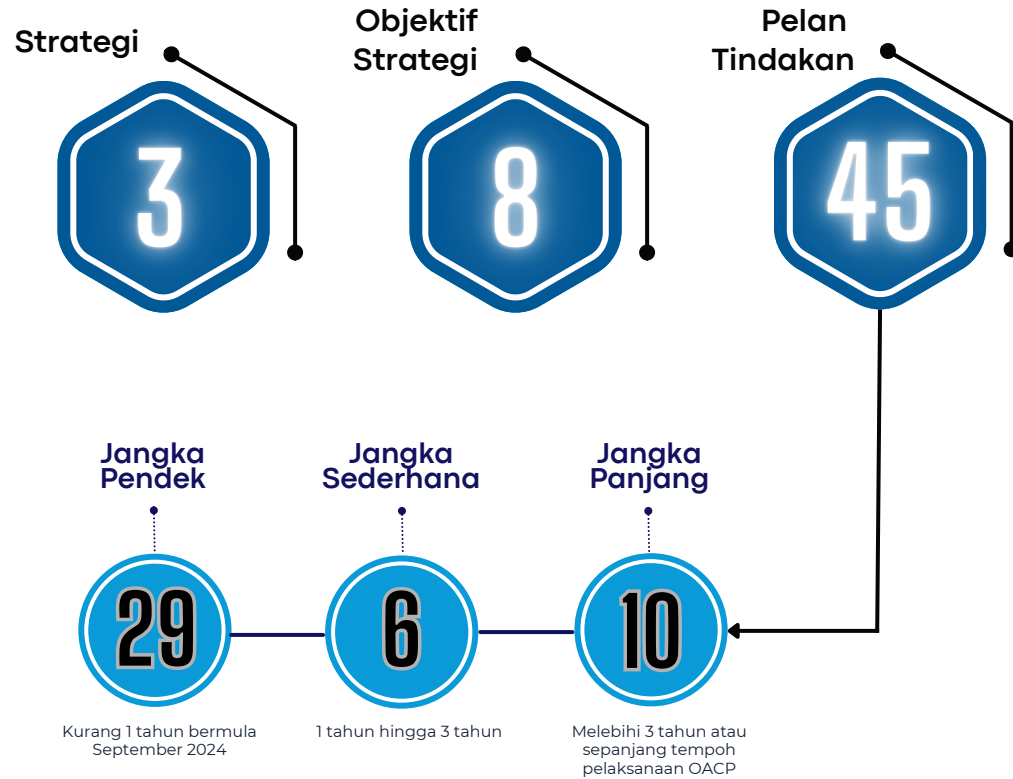 Strategi
3
Objektif
Strategi
8
Pelan
Tindakan
45
Jangka
Pendek
29
Kurang 1 tahun bermula
September 2024
Jangka
Sederhana
6
1 tahun hingga 3 tahun
Jangka
Panjang
10
Melebihi 3 tahun atau
sepanjang tempoh
pelaksanaan OACP